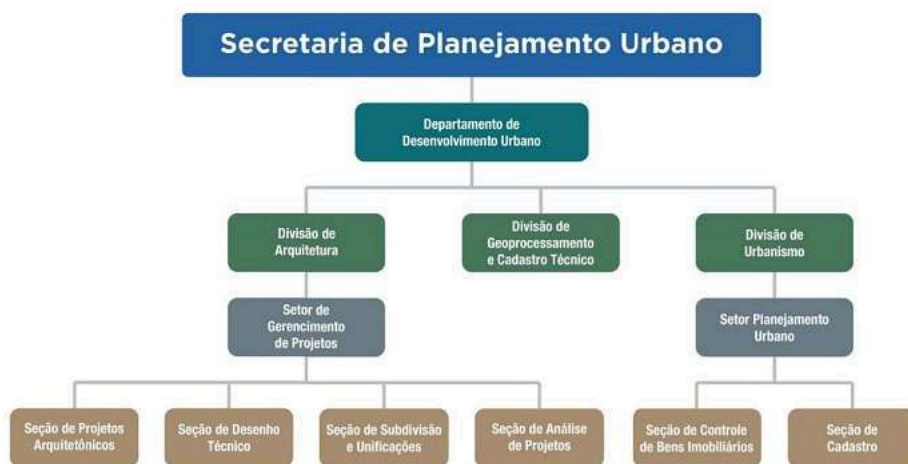 Secretaria de Planejamento Urbano
Departamento de
Desenvolvimento Urbano
Divisão de
Arquitetura
Divisão de
Geoprocessamento
e Cadastro Técnico
Divisão de
Urbanismo
Setor de
Gerencimento
de Projetos
Setor Planejamento
Urbano
Seção de Projetos
Arquitetônicos
Seção de Desenho
Técnico
Seção de Subdivisão
e Unificações
Seção de Análise
de Projetos
Seção de Controle
de Bens Imobiliários
Seção de
Cadastro